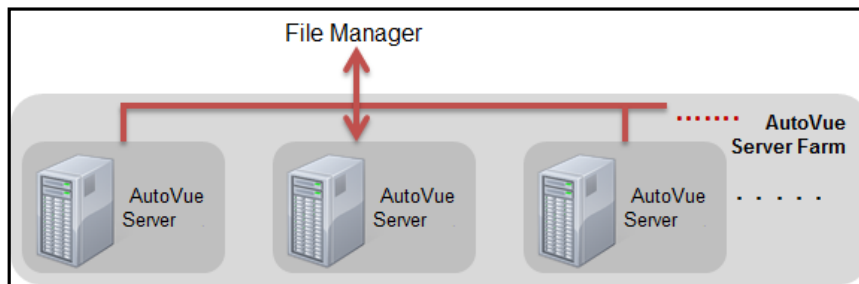 File Manager
AutoVue
Server Farm
AutoVue
Server
AutoVue
Server
AutoVue
Server